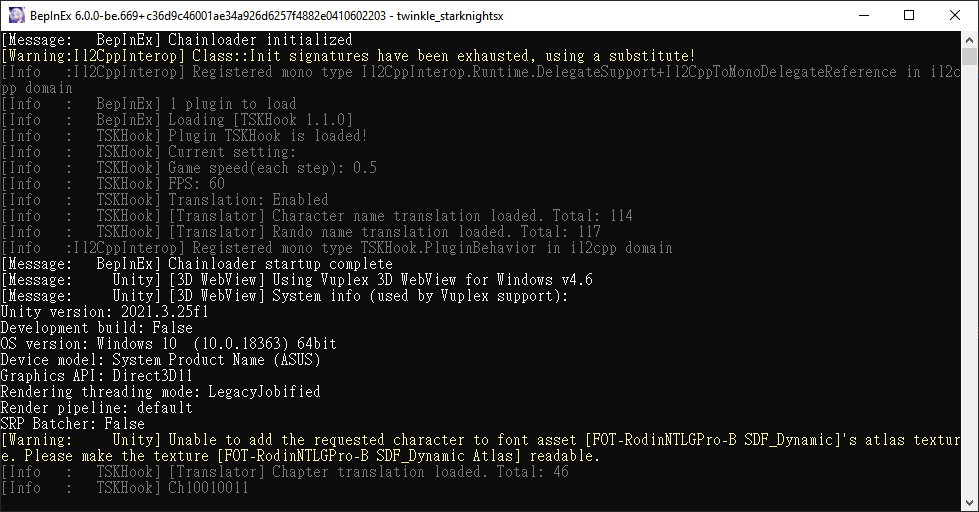 BepInEx 6.0.0-be.669+c36d9c46001ae34a926d6257f4882e0410602203 - twinkle_starknightsx
[Message:   BepInEx] Chainloader initialized
[Warning:Il2CppInterop] Class::Init signatures have been exhausted, using a substitute!
[Info   :Il2CppInterop] Registered mono type Il2CppInterop.Runtime.DelegateSupport+Il2CppToMonoDelegateReference in il2c
pp domain
[Info   :   BepInEx] 1 plugin to load
[Info   :   BepInEx] Loading [TSKHook 1.1.0]
[Info   :   TSKHook] Plugin TSKHook is loaded!
[Info   :   TSKHook] Current setting:
[Info   :   TSKHook] Game speed(each step): 0.5
[Info   :   TSKHook] FPS: 60
[Info   :   TSKHook] Translation: Enabled
[Info   :   TSKHook] [Translator] Character name translation loaded. Total: 114
[Info   :   TSKHook] [Translator] Rando name translation loaded. Total: 117
[Info   :Il2CppInterop] Registered mono type TSKHook.PluginBehavior in il2cpp domain
[Message:   BepInEx] Chainloader startup complete
[Message:     Unity] [3D WebView] Using Vuplex 3D WebView for Windows v4.6
[Message:     Unity] [3D WebView] System info (used by Vuplex support):
Unity version: 2021.3.25f1
Development build: False
OS version: Windows 10  (10.0.18363) 64bit
Device model: System Product Name (ASUS)
Graphics API: Direct3D11
Rendering threading mode: LegacyJobified
Render pipeline: default
SRP Batcher: False
[Warning:     Unity] Unable to add the requested character to font asset [FOT-RodinNTLGPro-B SDF_Dynamic]'s atlas textur
e. Please make the texture [FOT-RodinNTLGPro-B SDF_Dynamic Atlas] readable.
[Info   :   TSKHook] [Translator] Chapter translation loaded. Total: 46
[Info   :   TSKHook] Ch10010011